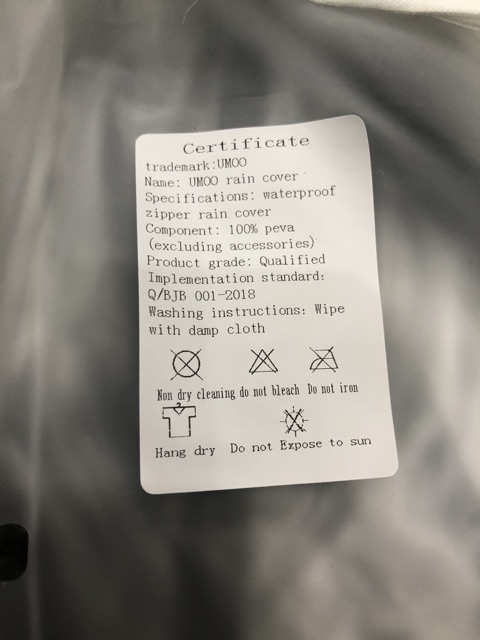 Certificate
trademark:UMOO
Name: UMOO rain cover
Specifications: waterproof
zipper rain cover
Component: 100% peva
(excluding accessories)
Product grade: Qualified
Implementation standard:
Q/BJB 001-2018
Washing instructions: Wipe
with damp cloth
Non dry cleaning do not bleach Do not iron
Hang dry Do not Expose to sun